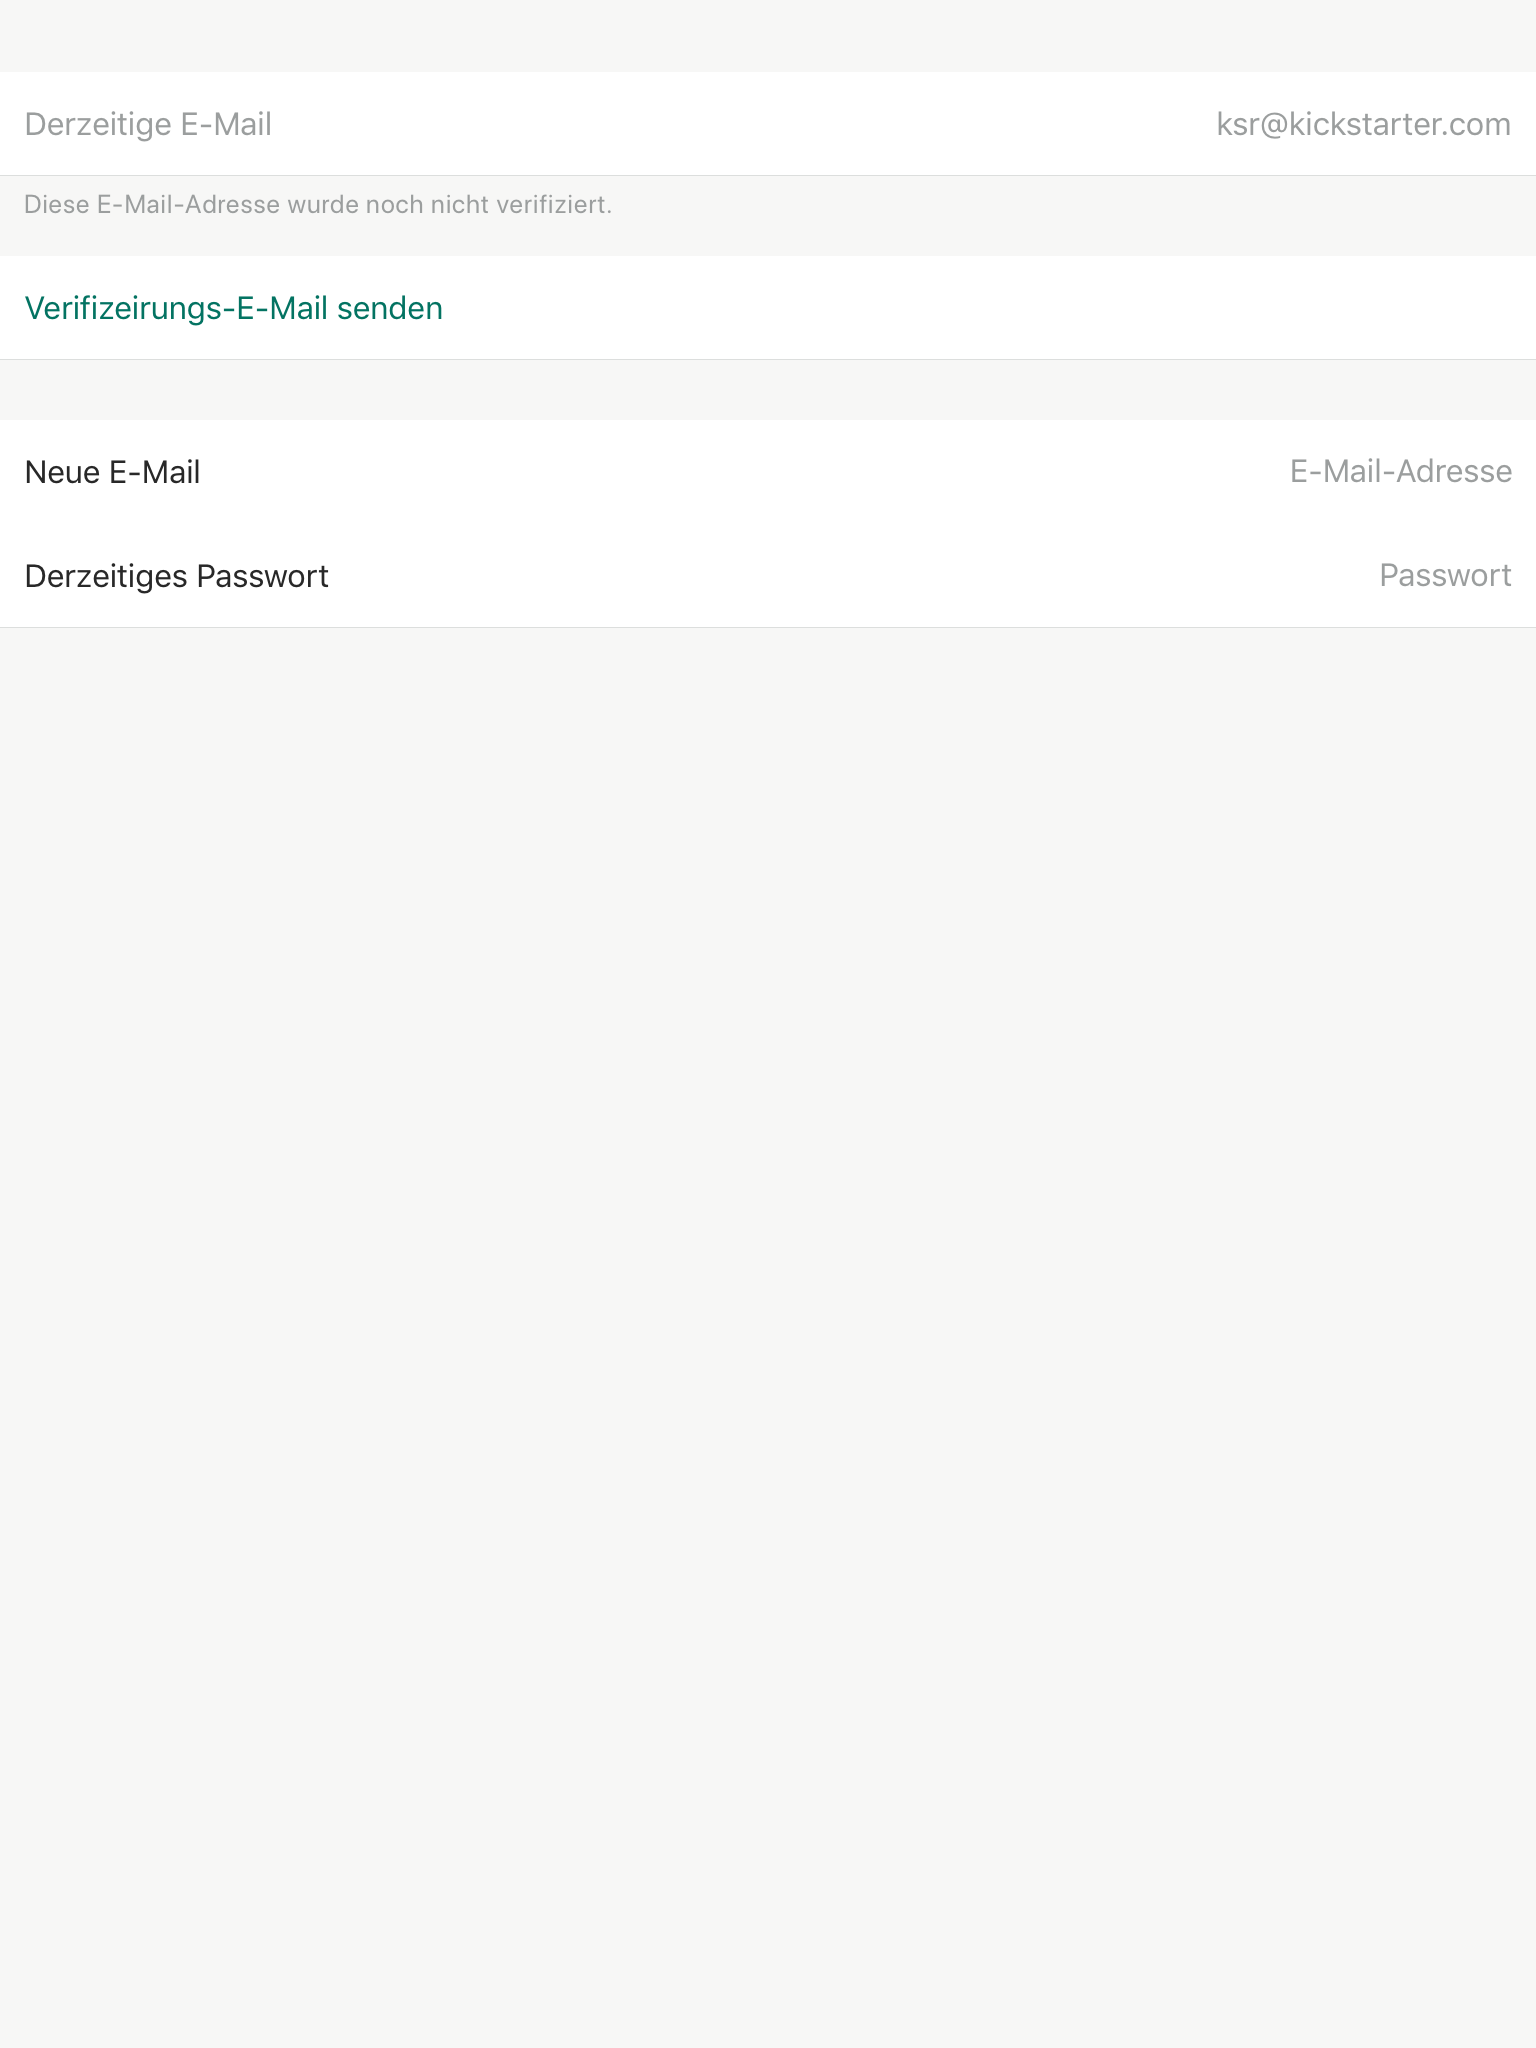 Derzeitige E-Mail ksr@kickstarter.com
Diese E-Mail-Adresse wurde noch nicht verifiziert.
Verifizeirungs-E-Mail senden
Neue E-Mail E-Mail-Adresse
Derzeitiges Passwort Passwort